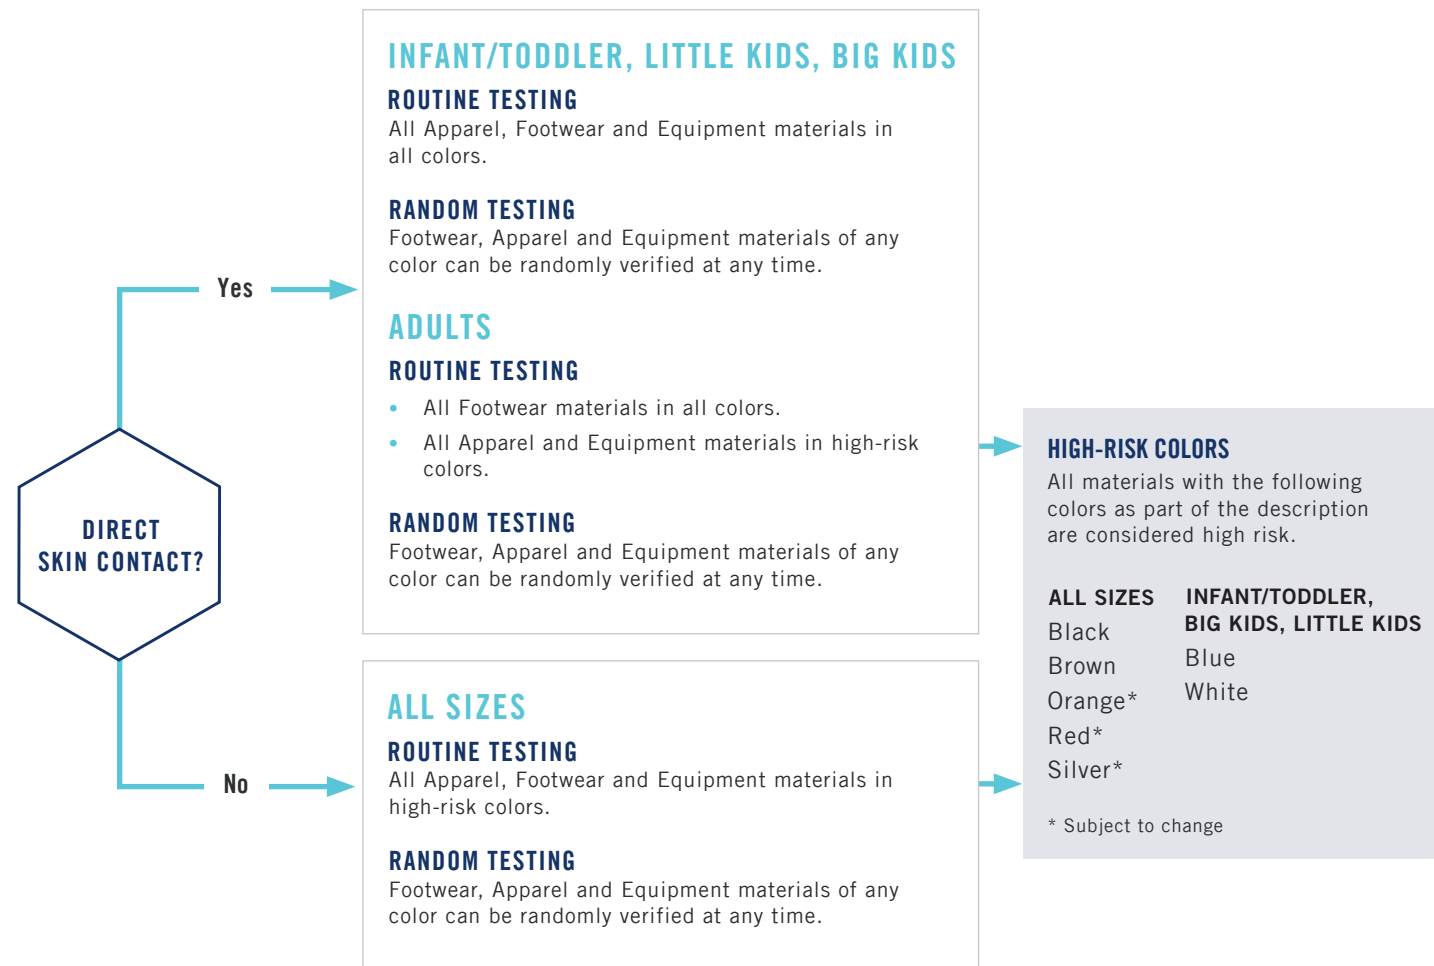 DIRECT
SKIN CONTACT?
Yes
INFANT/TODDLER, LITTLE KIDS, BIG KIDS
ROUTINE TESTING
All Apparel, Footwear and Equipment materials in
all colors.
RANDOM TESTING
Footwear, Apparel and Equipment materials of any
color can be randomly verified at any time.
ADULTS
ROUTINE TESTING
• All Footwear materials in all colors.
• All Apparel and Equipment materials in high-risk
colors.
RANDOM TESTING
Footwear, Apparel and Equipment materials of any
color can be randomly verified at any time.
No
ALL SIZES
ROUTINE TESTING
All Apparel, Footwear and Equipment materials in
high-risk colors.
RANDOM TESTING
Footwear, Apparel and Equipment materials of any
color can be randomly verified at any time.
HIGH-RISK COLORS
All materials with the following
colors as part of the description
are considered high risk.
ALL SIZES
Black
Brown
Orange*
Red*
Silver*
INFANT/TODDLER,
BIG KIDS, LITTLE KIDS
Blue
White
* Subject to change